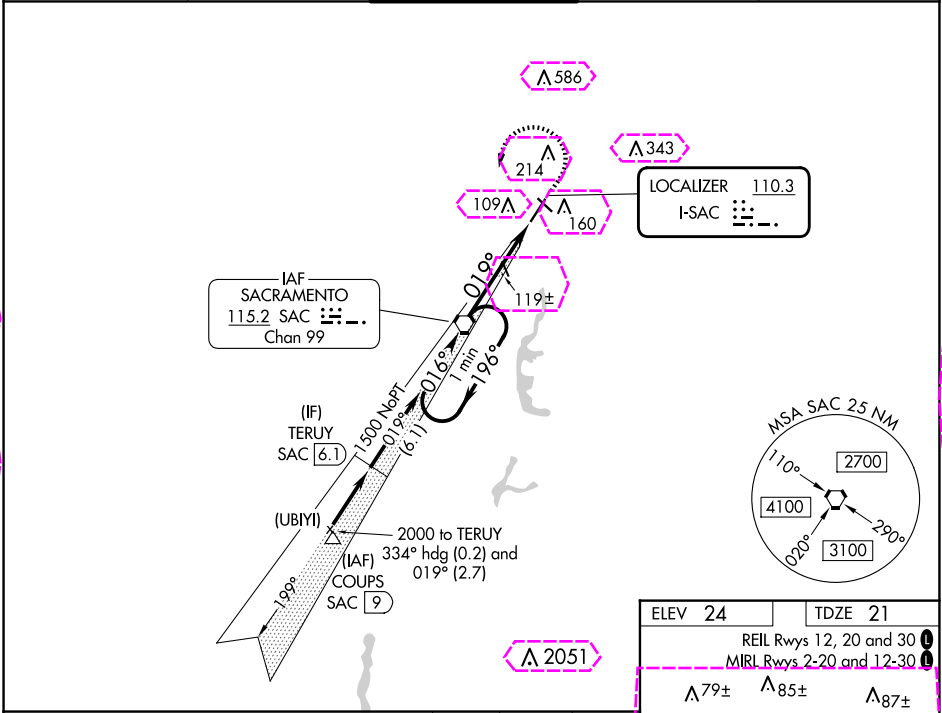 586
214
343
109
160
LOCALIZER 110.3
I-SAC
119±
019°
IAF
SACRAMENTO
115.2 SAC
Chan 99
016°
1 min
196°
1500 NoPT
019°
(6.1)
(IF)
TERUY
SAC 6.1
(UBIYI)
2000 to TERUY
334° hdg (0.2) and
019° (2.7)
(IAF)
COUPS
SAC 9
199°
MSA SAC 25 NM
110°
2700
4100
290°
020°
3100
2051
ELEV 24
TDZE 21
REIL Rwys 12, 20 and 30 L
MIRL Rwys 2-20 and 12-30 L
79±
85±
87±